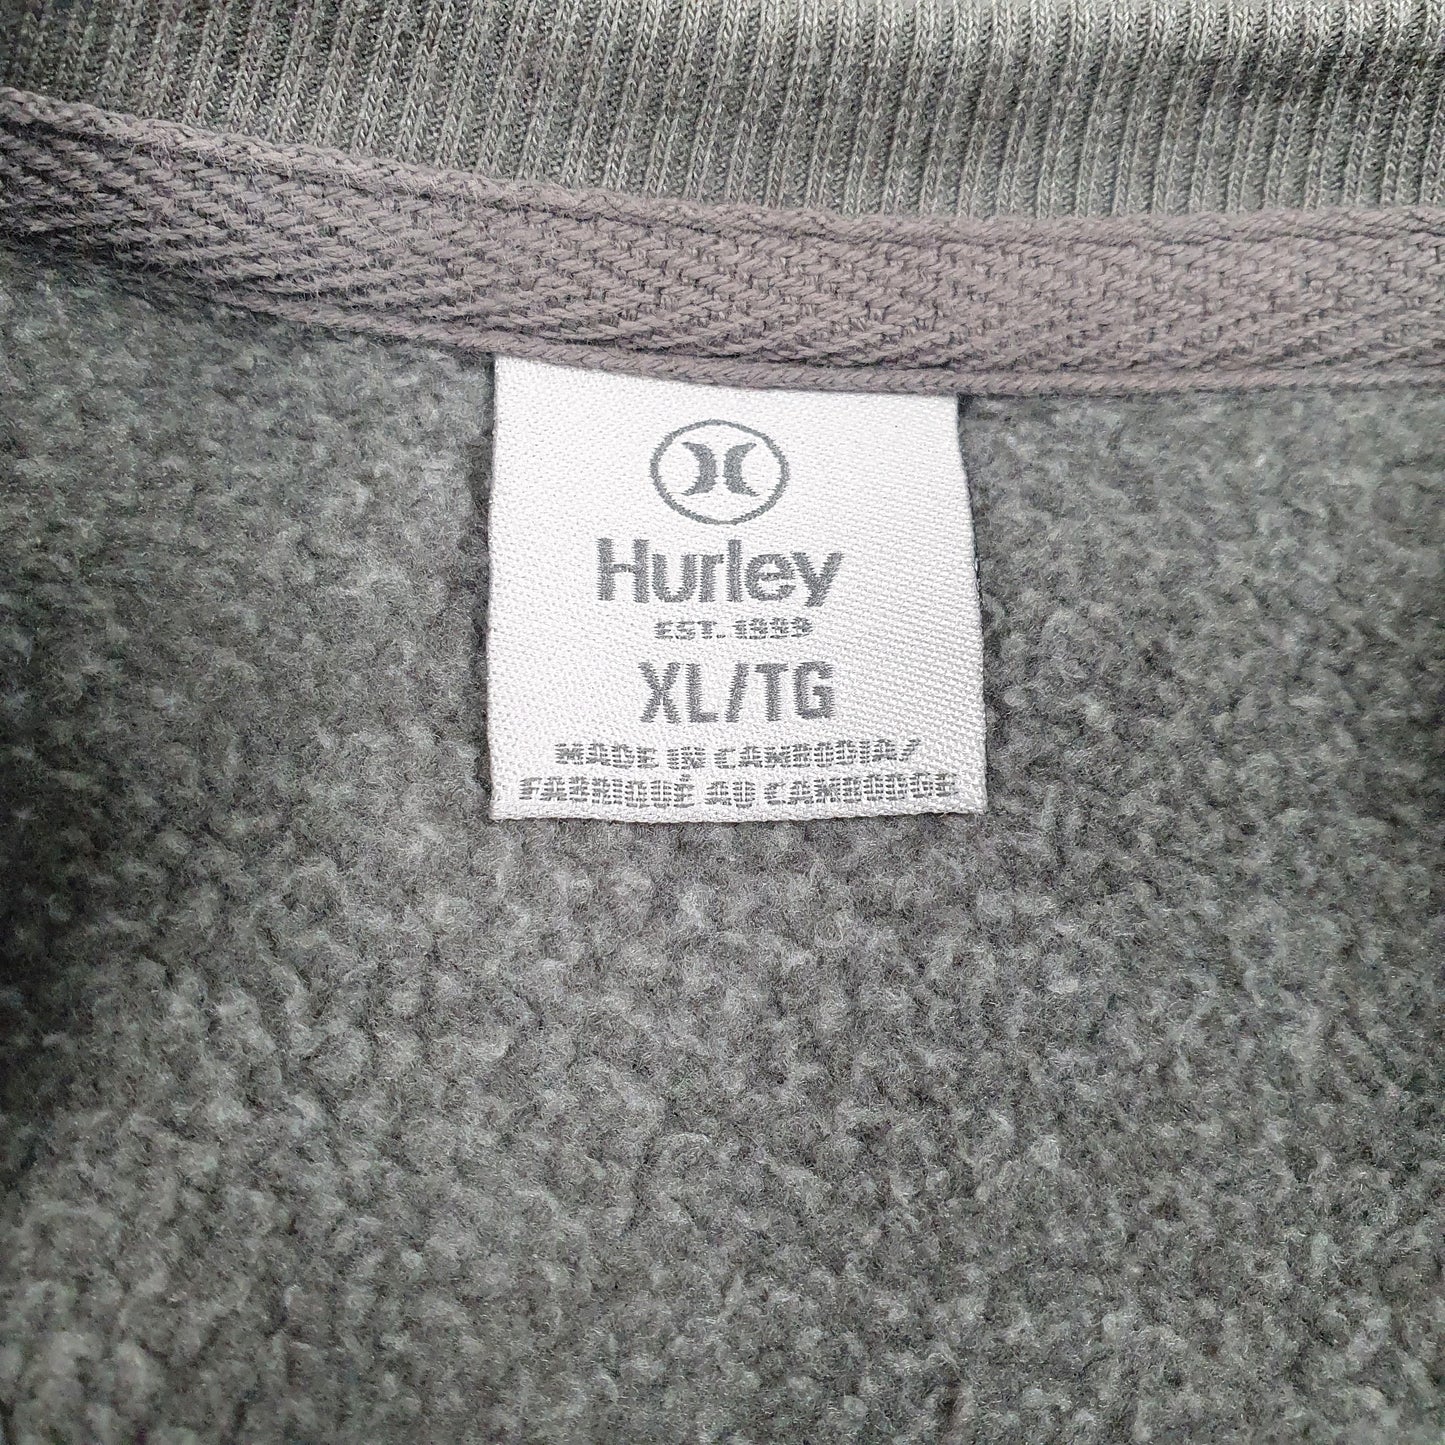 Hurley
EST. 1999
XL/TG
MADE IN CAMBODIA/
FABRIQUÉ AU CAMBODGE